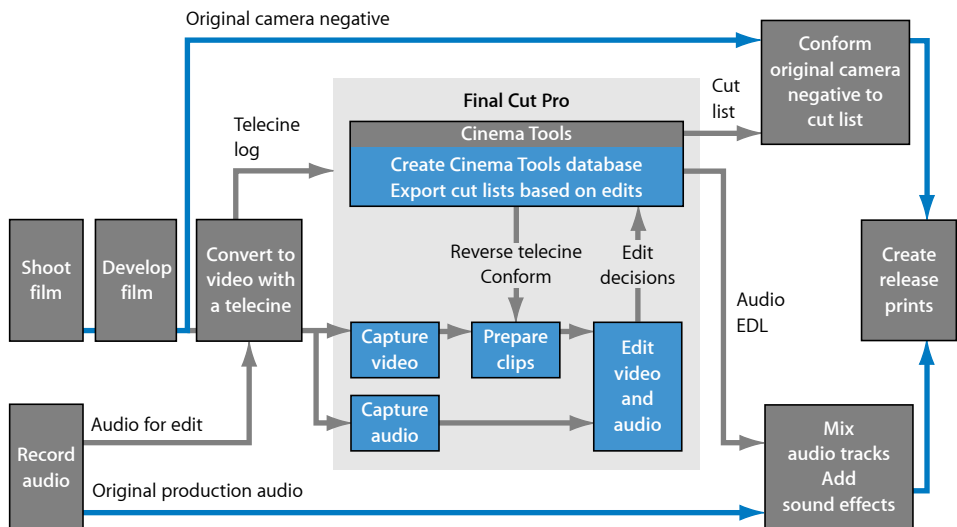 Original camera negative
Conform
original camera
negative to
cut list
Cut
list
Final Cut Pro
Cinema Tools
Create Cinema Tools database
Export cut lists based on edits
Telecine
log
Shoot
film
Develop
film
Convert to
video with
a telecine
Reverse telecine
Conform
Edit
decisions
Audio
EDL
Create
release
prints
Capture
video
Prepare
clips
Edit
video
and
audio
Capture
audio
Audio for edit
Record
audio
Original production audio
Mix
audio tracks
Add
sound effects